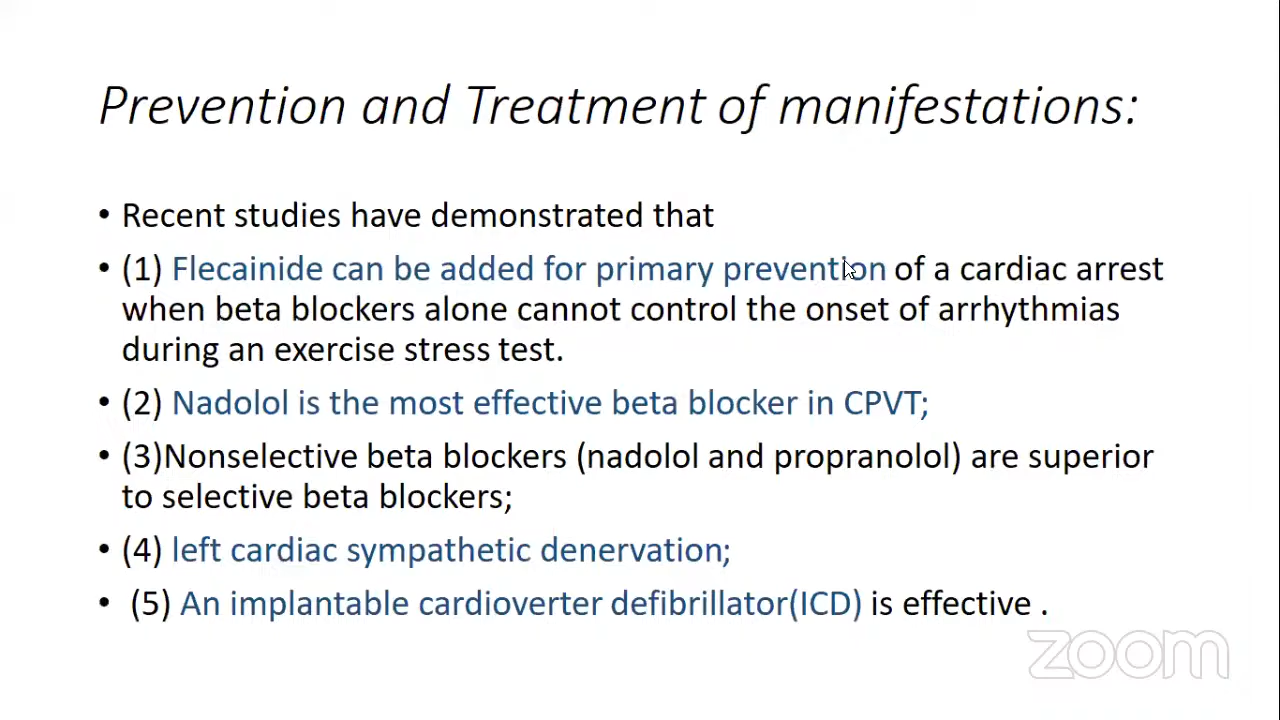 Prevention and Treatment of manifestations:
• Recent studies have demonstrated that
• (1) Flecainide can be added for primary prevention of a cardiac arrest
when beta blockers alone cannot control the onset of arrhythmias
during an exercise stress test.
• (2) Nadolol is the most effective beta blocker in CPVT;
• (3)Nonselective beta blockers (nadolol and propranolol) are superior
to selective beta blockers;
• (4) left cardiac sympathetic denervation;
• (5) An implantable cardioverter defibrillator(ICD) is effective .
zoom